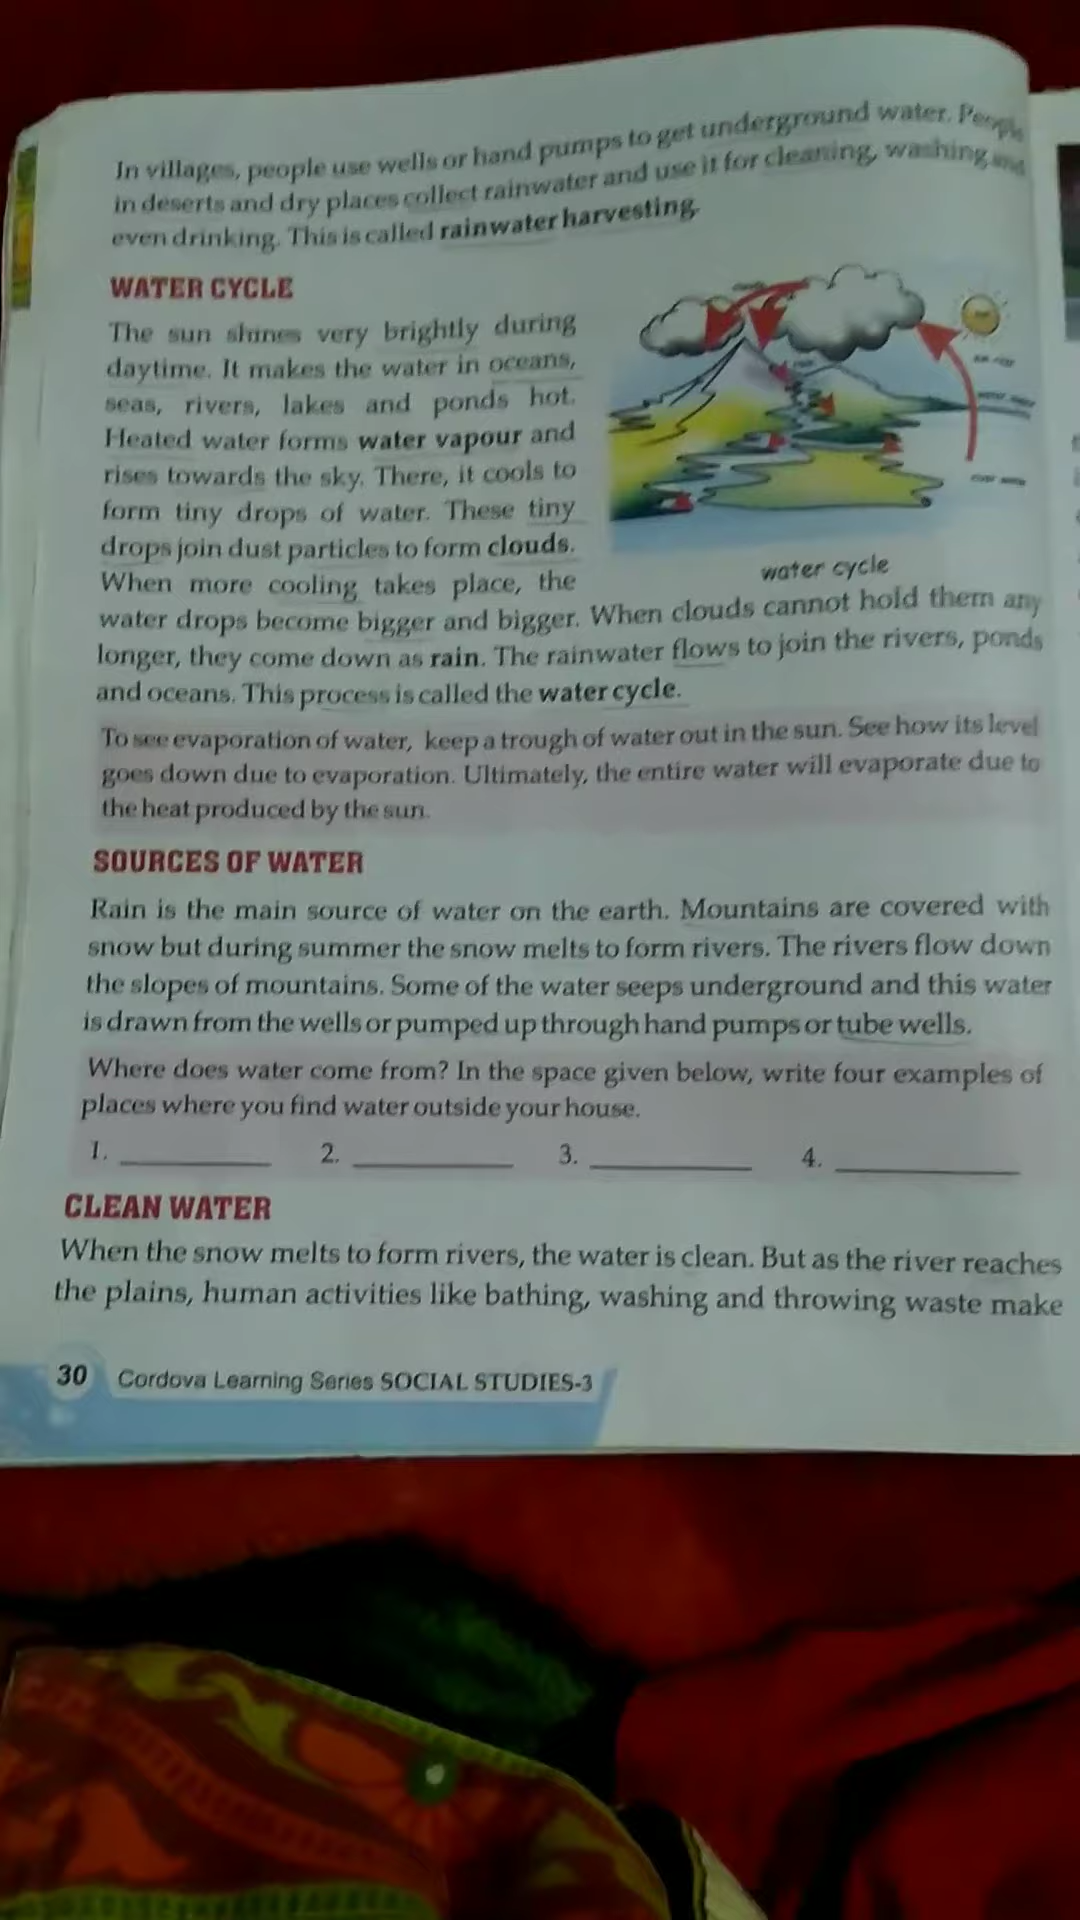 In villages, people use wells or hand pumps to get underground water. People
in deserts and dry places collect rainwater and use it for cleaning, washing and
even drinking. This is called rainwater harvesting.
WATER CYCLE
The sun shines very brightly during
daytime. It makes the water in oceans,
seas, rivers, lakes and ponds hot.
Heated water forms water vapour and
rises towards the sky. There, it cools to
form tiny drops of water. These tiny
drops join dust particles to form clouds.
When more cooling takes place, the
water cycle
water drops become bigger and bigger. When clouds cannot hold them any
longer, they come down as rain. The rainwater flows to join the rivers, ponds
and oceans. This process is called the water cycle.
To see evaporation of water, keep a trough of water out in the sun. See how its level
goes down due to evaporation. Ultimately, the entire water will evaporate due to
the heat produced by the sun.
SOURCES OF WATER
Rain is the main source of water on the earth. Mountains are covered with
snow but during summer the snow melts to form rivers. The rivers flow down
the slopes of mountains. Some of the water seeps underground and this water
is drawn from the wells or pumped up through hand pumps or tube wells.
Where does water come from? In the space given below, write four examples of
places where you find water outside your house.
1. 2. 3. 4.
CLEAN WATER
When the snow melts to form rivers, the water is clean. But as the river reaches
the plains, human activities like bathing, washing and throwing waste make
30 Cordova Learning Series SOCIAL STUDIES-3